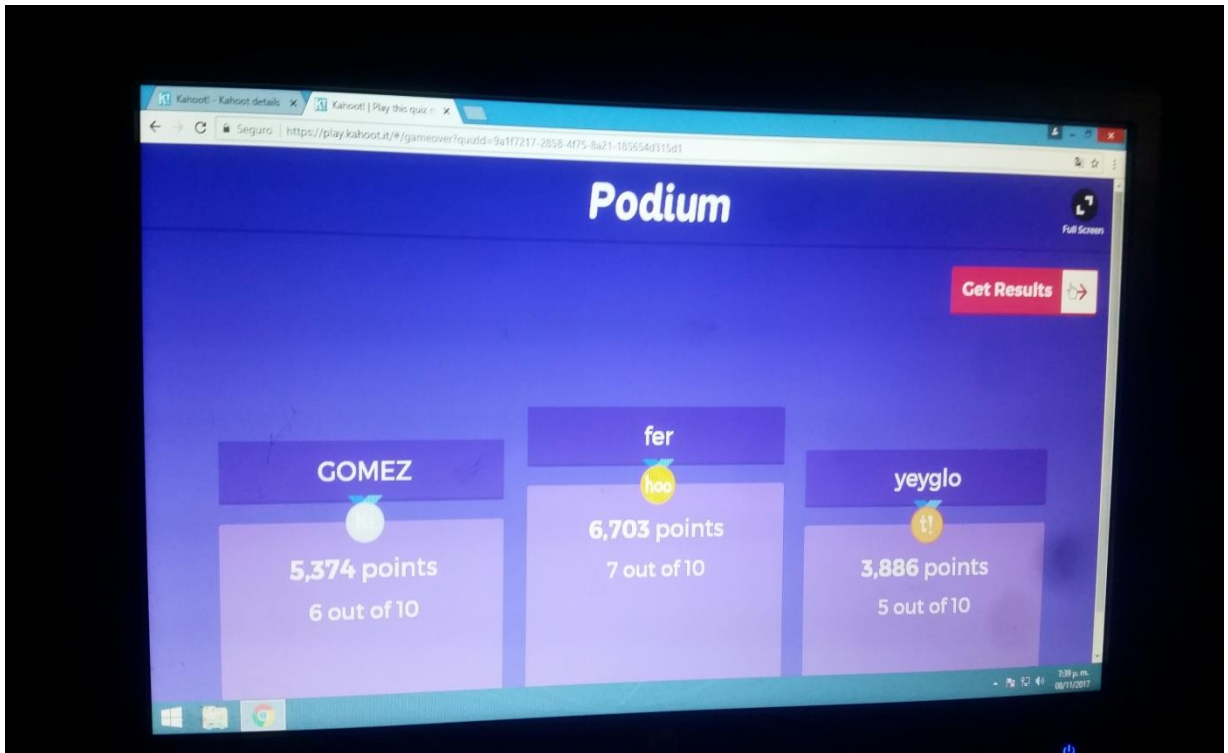 Kahoot! - Kahoot details
Kahoot! | Play this quiz
Seguro
https://play.kahoot.it/#/gameover?quizId=9a1f7217-2858-4f75-8a21-185654d315d1
Podium
Full Screen
Get Results
fer
hoo
6,703 points
7 out of 10
GOMEZ
5,374 points
6 out of 10
yeyglo
t!
3,886 points
5 out of 10
7:39 p. m.
08/11/2017